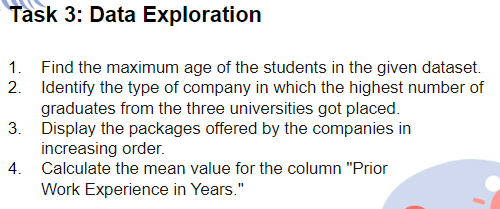 Task 3: Data Exploration
1. Find the maximum age of the students in the given dataset.
2. Identify the type of company in which the highest number of
graduates from the three universities got placed.
3. Display the packages offered by the companies in
increasing order.
4. Calculate the mean value for the column "Prior
Work Experience in Years."